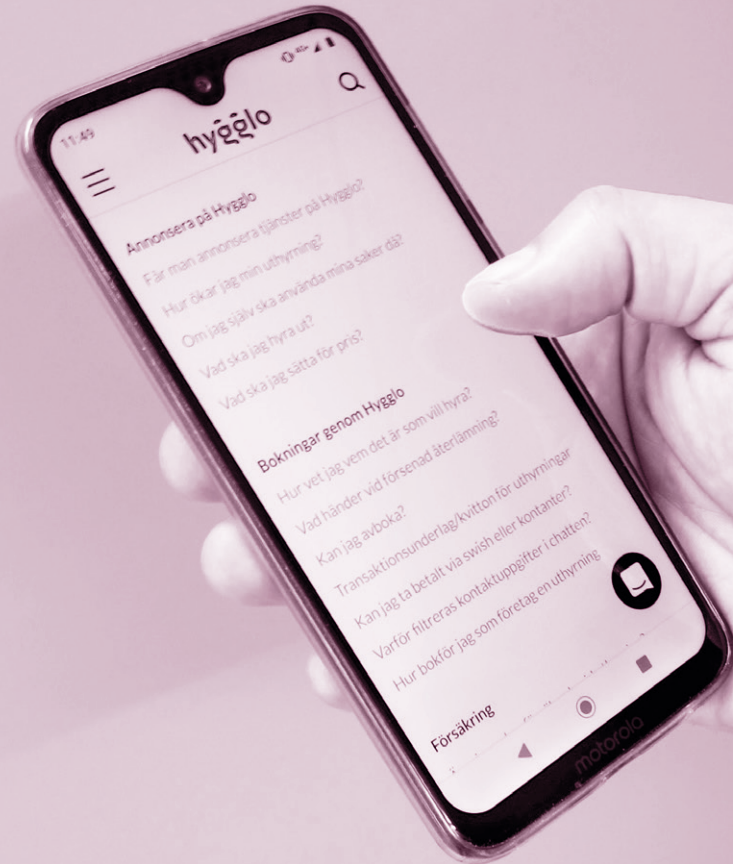 11:49
4G+
hygglo
Annonsera på Hygglo
Får man annonsera tjänster på Hygglo?
Hur ökar jag min uthyrning?
Om jag själv ska använda mina saker då?
Vad ska jag hyra ut?
Vad ska jag sätta för pris?
Bokningar genom Hygglo
Hur vet jag vem det är som vill hyra?
Vad händer vid försenad återlämning?
Kan jag avboka?
Transaktionsunderlag/kvitton för uthyrningar
Kan jag ta betalt via swish eller kontanter?
Varför filtreras kontaktuppgifter i chatten?
Hur bokför jag som företag en uthyrning
Försäkring
motorola